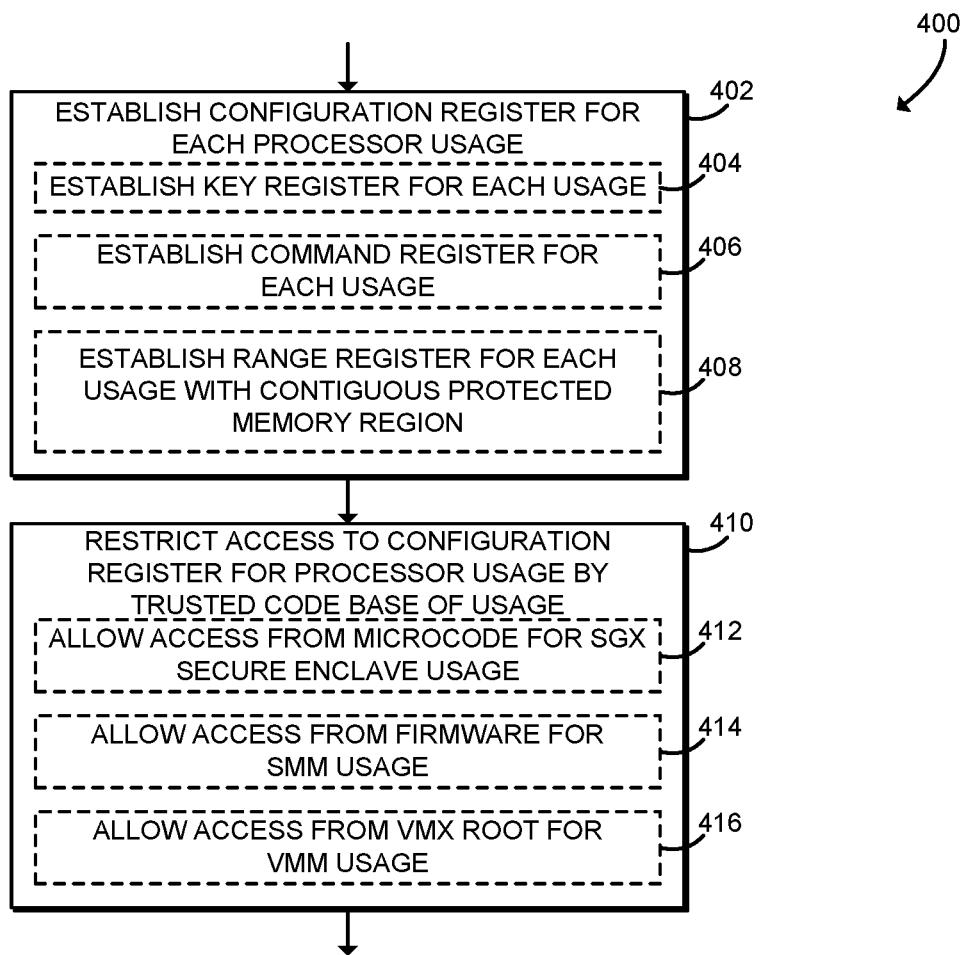 400
ESTABLISH CONFIGURATION REGISTER FOR
EACH PROCESSOR USAGE
402
ESTABLISH KEY REGISTER FOR EACH USAGE
404
ESTABLISH COMMAND REGISTER FOR
EACH USAGE
406
ESTABLISH RANGE REGISTER FOR EACH
USAGE WITH CONTIGUOUS PROTECTED
MEMORY REGION
408
RESTRICT ACCESS TO CONFIGURATION
REGISTER FOR PROCESSOR USAGE BY
TRUSTED CODE BASE OF USAGE
410
ALLOW ACCESS FROM MICROCODE FOR SGX
SECURE ENCLAVE USAGE
412
ALLOW ACCESS FROM FIRMWARE FOR
SMM USAGE
414
ALLOW ACCESS FROM VMX ROOT FOR
VMM USAGE
416